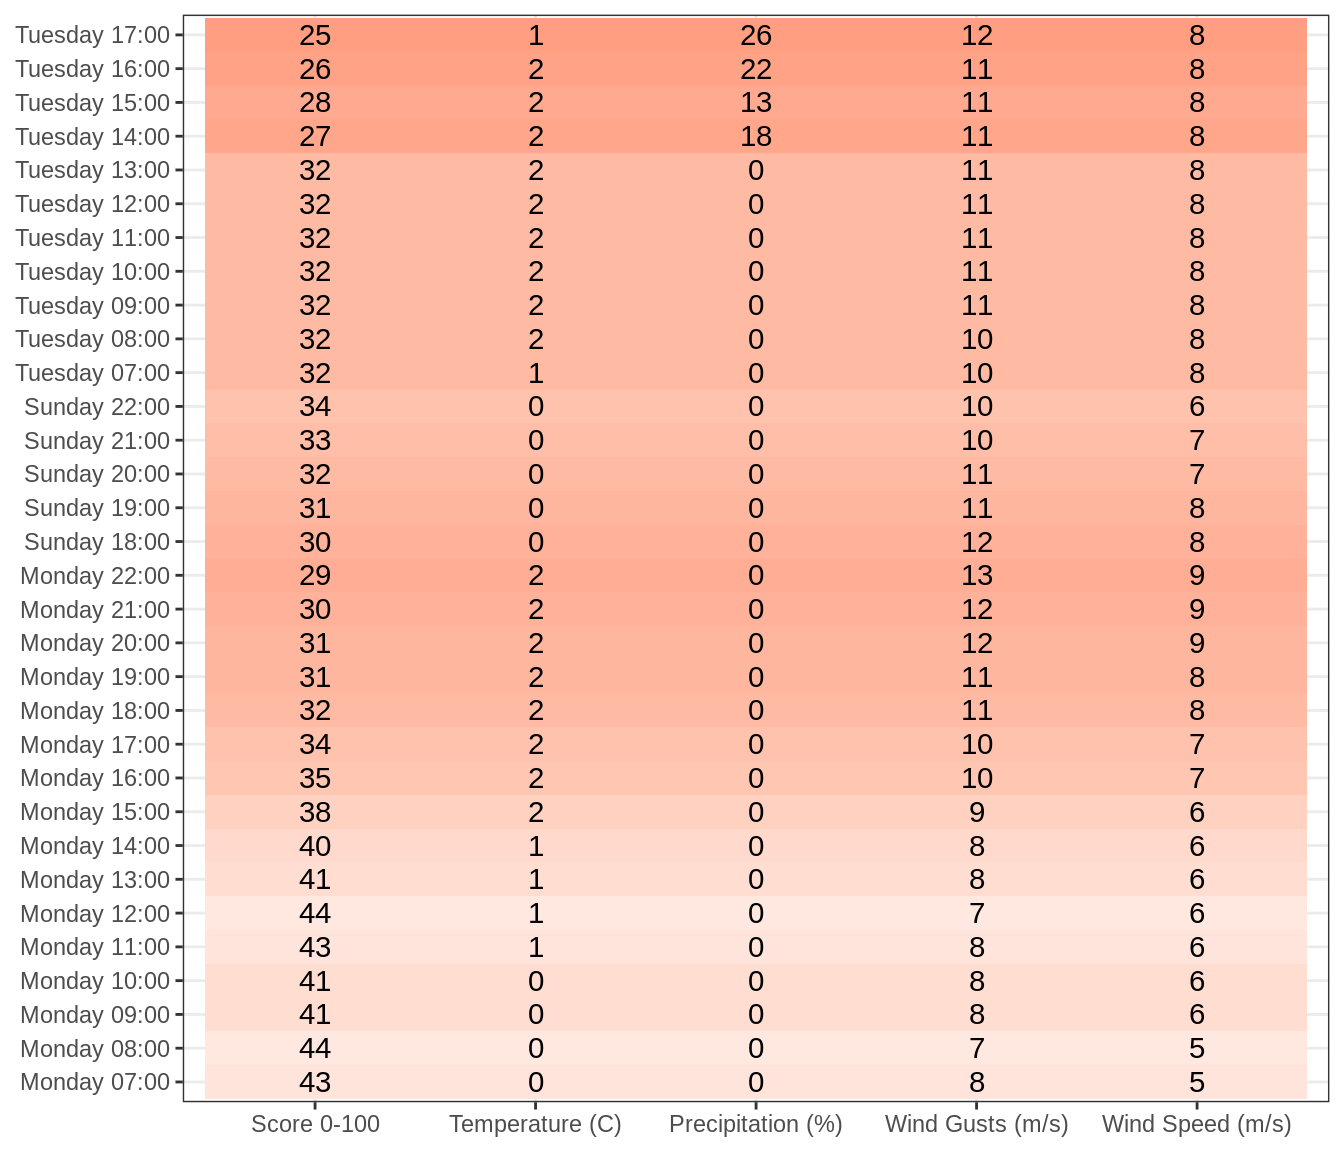 Tuesday 17:00 25 1 26 12 8
Tuesday 16:00 26 2 22 11 8
Tuesday 15:00 28 2 13 11 8
Tuesday 14:00 27 2 18 11 8
Tuesday 13:00 32 2 0 11 8
Tuesday 12:00 32 2 0 11 8
Tuesday 11:00 32 2 0 11 8
Tuesday 10:00 32 2 0 11 8
Tuesday 09:00 32 2 0 11 8
Tuesday 08:00 32 2 0 10 8
Tuesday 07:00 32 1 0 10 8
Sunday 22:00 34 0 0 10 6
Sunday 21:00 33 0 0 10 7
Sunday 20:00 32 0 0 11 7
Sunday 19:00 31 0 0 11 8
Sunday 18:00 30 0 0 12 8
Monday 22:00 29 2 0 13 9
Monday 21:00 30 2 0 12 9
Monday 20:00 31 2 0 12 9
Monday 19:00 31 2 0 11 8
Monday 18:00 32 2 0 11 8
Monday 17:00 34 2 0 10 7
Monday 16:00 35 2 0 10 7
Monday 15:00 38 2 0 9 6
Monday 14:00 40 1 0 8 6
Monday 13:00 41 1 0 8 6
Monday 12:00 44 1 0 7 6
Monday 11:00 43 1 0 8 6
Monday 10:00 41 0 0 8 6
Monday 09:00 41 0 0 8 6
Monday 08:00 44 0 0 7 5
Monday 07:00 43 0 0 8 5
Score 0-100 Temperature (C) Precipitation (%) Wind Gusts (m/s) Wind Speed (m/s)